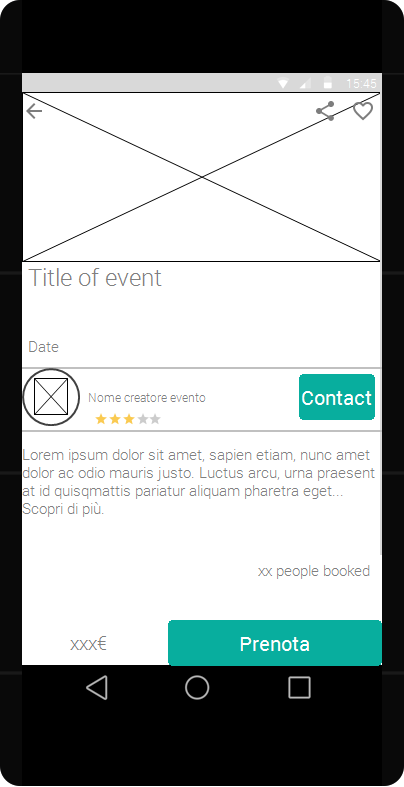 15:45
Title of event
Date
Nome creatore evento
Contact
Lorem ipsum dolor sit amet, sapien etiam, nunc amet
dolor ac odio mauris justo. Luctus arcu, urna praesent
at id quisqmattis pariatur aliquam pharetra eget...
Scopri di più.
xx people booked
xxx€
Prenota